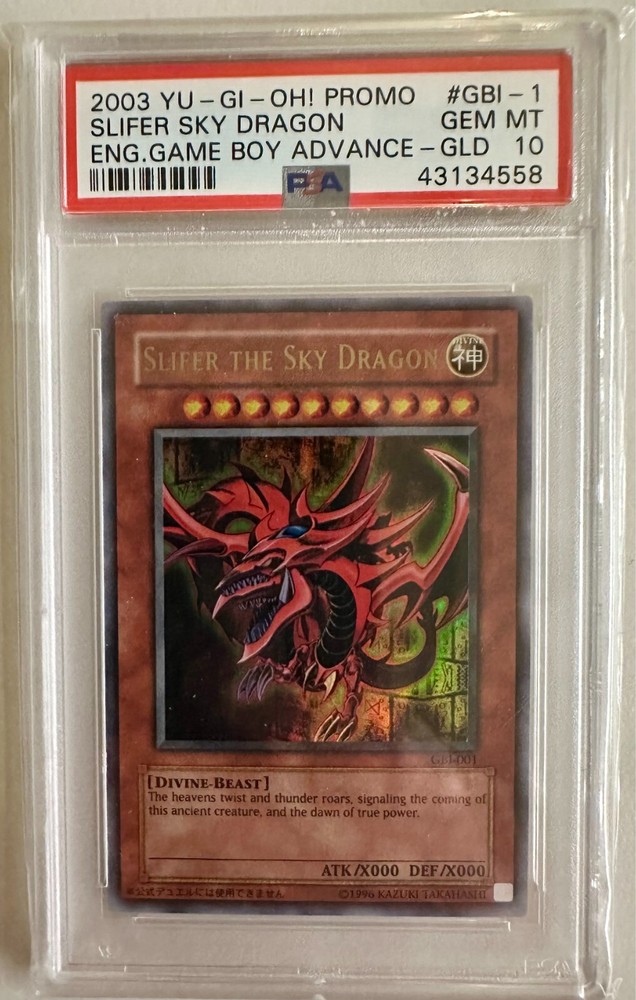 2003 YU-GI-OH! PROMO #GBI-1
SLIFER SKY DRAGON GEM MT
ENG.GAME BOY ADVANCE-GLD 10
PSA 43134558
SLIFER THE SKY DRAGON
DIVINE
神
GBI-001
[DIVINE-BEAST]
The heavens twist and thunder roars, signaling the coming of
this ancient creature, and the dawn of true power.
ATK/X000 DEF/X000
※公式デュエルには使用できません ©1996 KAZUKI TAKAHASHI